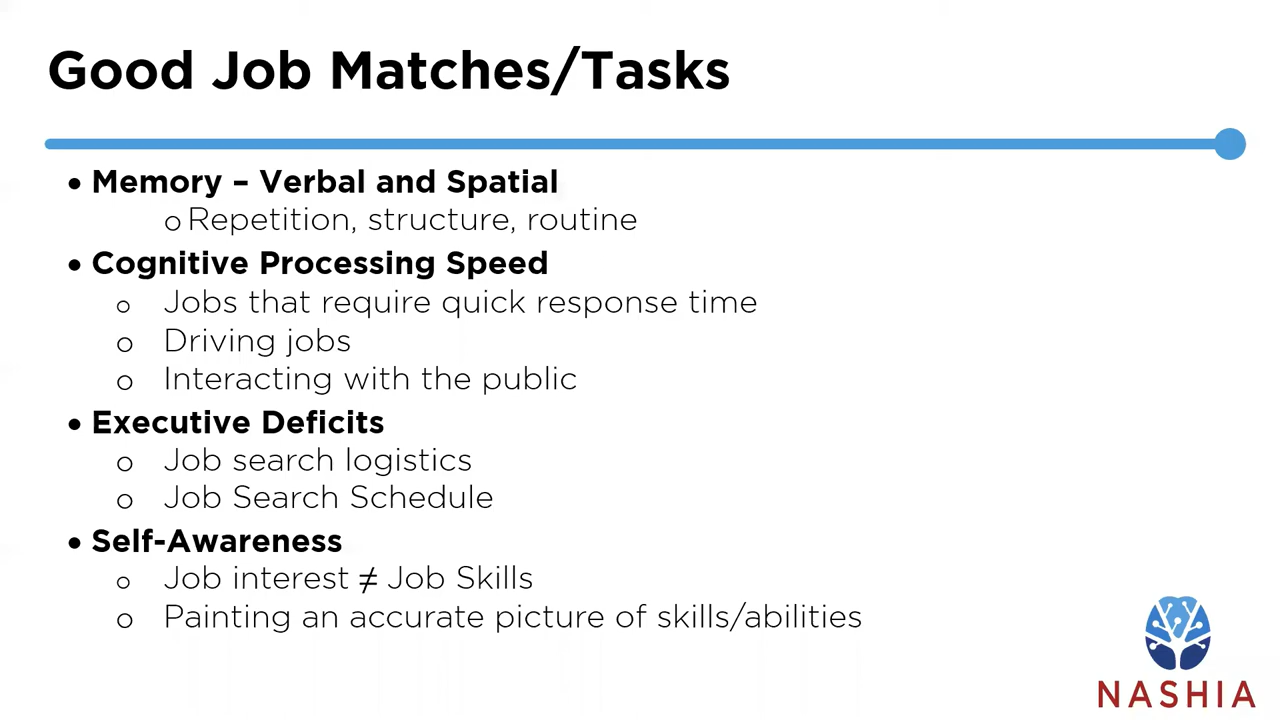 Good Job Matches/Tasks
• Memory – Verbal and Spatial
o Repetition, structure, routine
• Cognitive Processing Speed
o Jobs that require quick response time
o Driving jobs
o Interacting with the public
• Executive Deficits
o Job search logistics
o Job Search Schedule
• Self-Awareness
o Job interest ≠ Job Skills
o Painting an accurate picture of skills/abilities
NASHIA